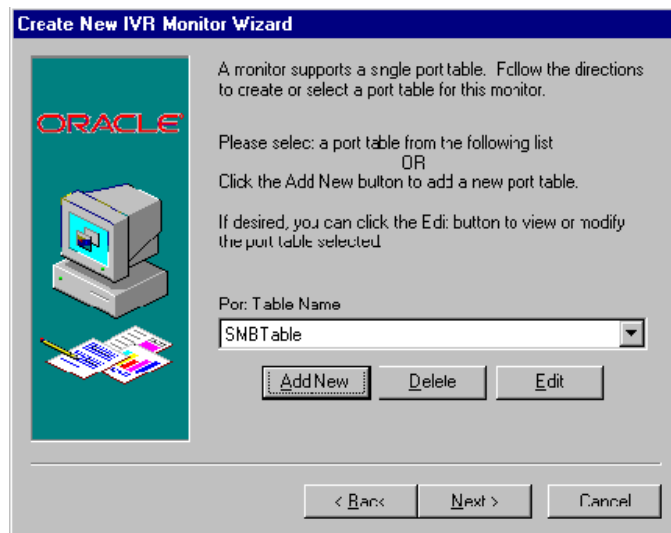 Create New IVR Monitor Wizard
ORACLE
A monitor supports a single port table. Follow the directions
to create or select a port table for this monitor.
Please select a port table from the following list
OR
Click the Add New button to add a new port table.
If desired, you can click the Edit button to view or modify
the port table selected.
Port Table Name
SMBTable
Add New
Delete
Edit
< Back
Next >
Cancel